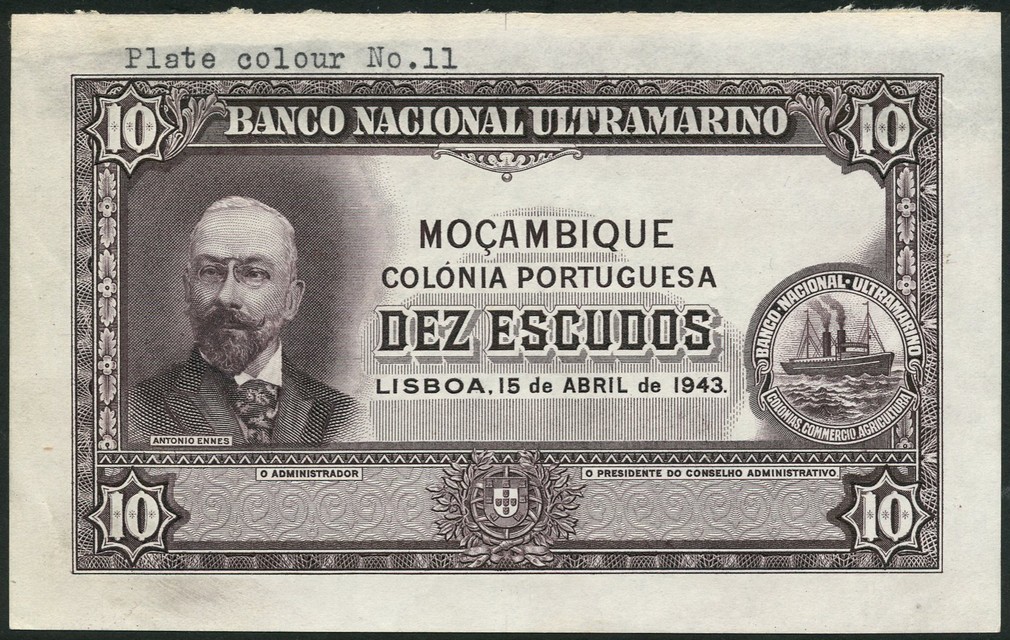 Plate colour No.11
10 BANCO NACIONAL ULTRAMARINO 10
MOÇAMBIQUE
COLÓNIA PORTUGUESA
DEZ ESCUDOS
LISBOA, 15 de ABRIL de 1943.
BANCO·NACIONAL·ULTRAMARINO
COLONIAS, COMMERCIO, AGRICULTURA
ANTONIO ENNES
O ADMINISTRADOR
O PRESIDENTE DO CONSELHO ADMINISTRATIVO
10 10